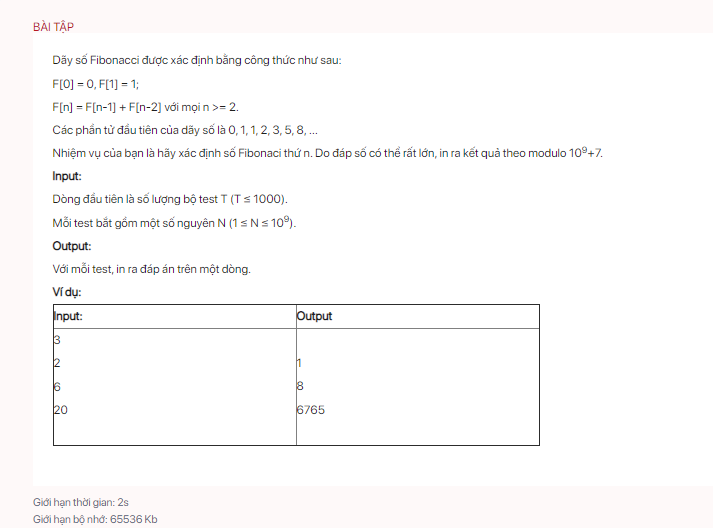 BÀI TẬP
Dãy số Fibonacci được xác định bằng công thức như sau:
F[0] = 0, F[1] = 1;
F[n] = F[n-1] + F[n-2] với mọi n >= 2.
Các phần tử đầu tiên của dãy số là 0, 1, 1, 2, 3, 5, 8, ...
Nhiệm vụ của bạn là hãy xác định số Fibonaci thứ n. Do đáp số có thể rất lớn, in ra kết quả theo modulo 10⁹+7.
Input:
Dòng đầu tiên là số lượng bộ test T (T ≤ 1000).
Mỗi test bắt gồm một số nguyên N (1 ≤ N ≤ 10⁹).
Output:
Với mỗi test, in ra đáp án trên một dòng.
Ví dụ:
Input: Output
3
2 1
6 8
20 6765
Giới hạn thời gian: 2s
Giới hạn bộ nhớ: 65536 Kb